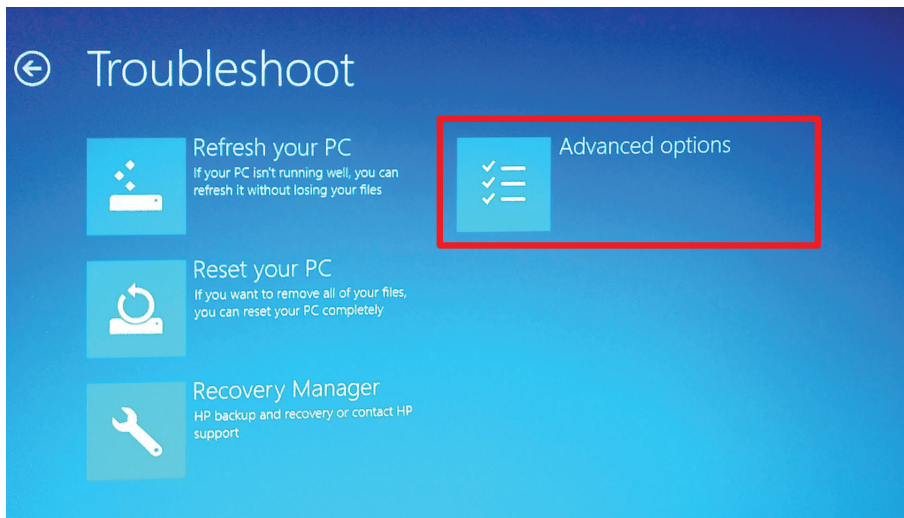 Troubleshoot
Refresh your PC
If your PC isn't running well, you can
refresh it without losing your files
Reset your PC
If you want to remove all of your files,
you can reset your PC completely
Recovery Manager
HP backup and recovery or contact HP
support
Advanced options